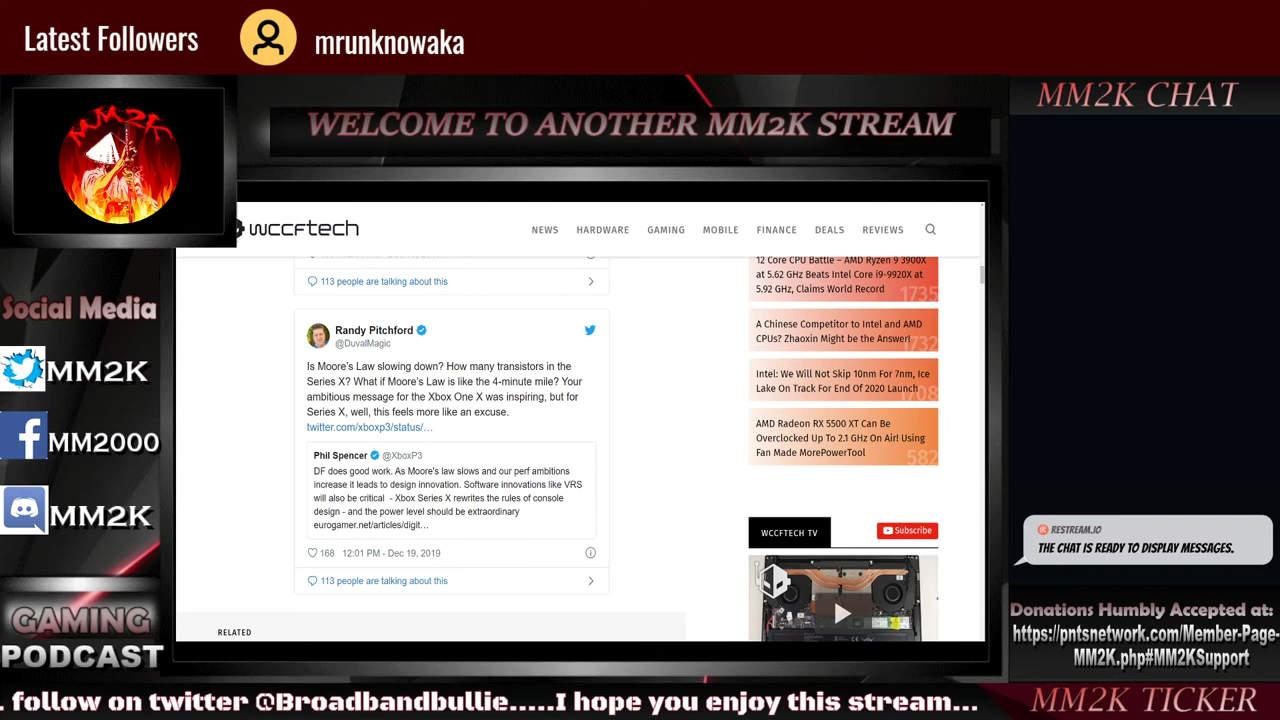 Latest Followers
mrunknowaka
MM2K
WELCOME TO ANOTHER MM2K STREAM
MM2K CHAT
wccftech
NEWS HARDWARE GAMING MOBILE FINANCE DEALS REVIEWS
113 people are talking about this
Randy Pitchford
@DuvalMagic
Is Moore's Law slowing down? How many transistors in the
Series X? What if Moore's Law is like the 4-minute mile? Your
ambitious message for the Xbox One X was inspiring, but for
Series X, well, this feels more like an excuse.
twitter.com/xboxp3/status/…
Phil Spencer @XboxP3
DF does good work. As Moore's law slows and our perf ambitions
increase it leads to design innovation. Software innovations like VRS
will also be critical - Xbox Series X rewrites the rules of console
design - and the power level should be extraordinary
eurogamer.net/articles/digit…
168 12:01 PM - Dec 19, 2019
113 people are talking about this
RELATED
12 Core CPU Battle – AMD Ryzen 9 3900X
at 5.62 GHz Beats Intel Core i9-9920X at
5.92 GHz, Claims World Record
1735
A Chinese Competitor to Intel and AMD
CPUs? Zhaoxin Might be the Answer!
1732
Intel: We Will Not Skip 10nm For 7nm, Ice
Lake On Track For End Of 2020 Launch
1708
AMD Radeon RX 5500 XT Can Be
Overclocked Up To 2.1 GHz On Air! Using
Fan Made MorePowerTool
582
WCCFTECH TV
Subscribe
Social Media
MM2K
MM2000
MM2K
GAMING
PODCAST
RESTREAM.IO
THE CHAT IS READY TO DISPLAY MESSAGES.
Donations Humbly Accepted at:
https://pntsnetwork.com/Member-Page-
MM2K.php#MM2KSupport
. follow on twitter @Broadbandbullie.....I hope you enjoy this stream...
MM2K TICKER